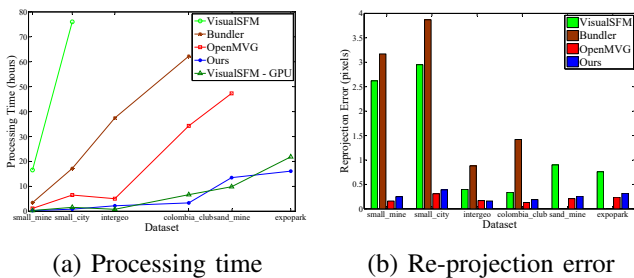 80
70
60
50
40
30
20
10
0
Processing Time (hours)
VisualSFM
Bundler
OpenMVG
Ours
VisualSFM - GPU
small_mine small_city intergeo colombia_club sand_mine expopark
Dataset
(a) Processing time
4
3.5
3
2.5
2
1.5
1
0.5
0
Reprojection Error (pixels)
VisualSFM
Bundler
OpenMVG
Ours
small_mine small_city intergeo colombia_club sand_mine expopark
Dataset
(b) Re-projection error